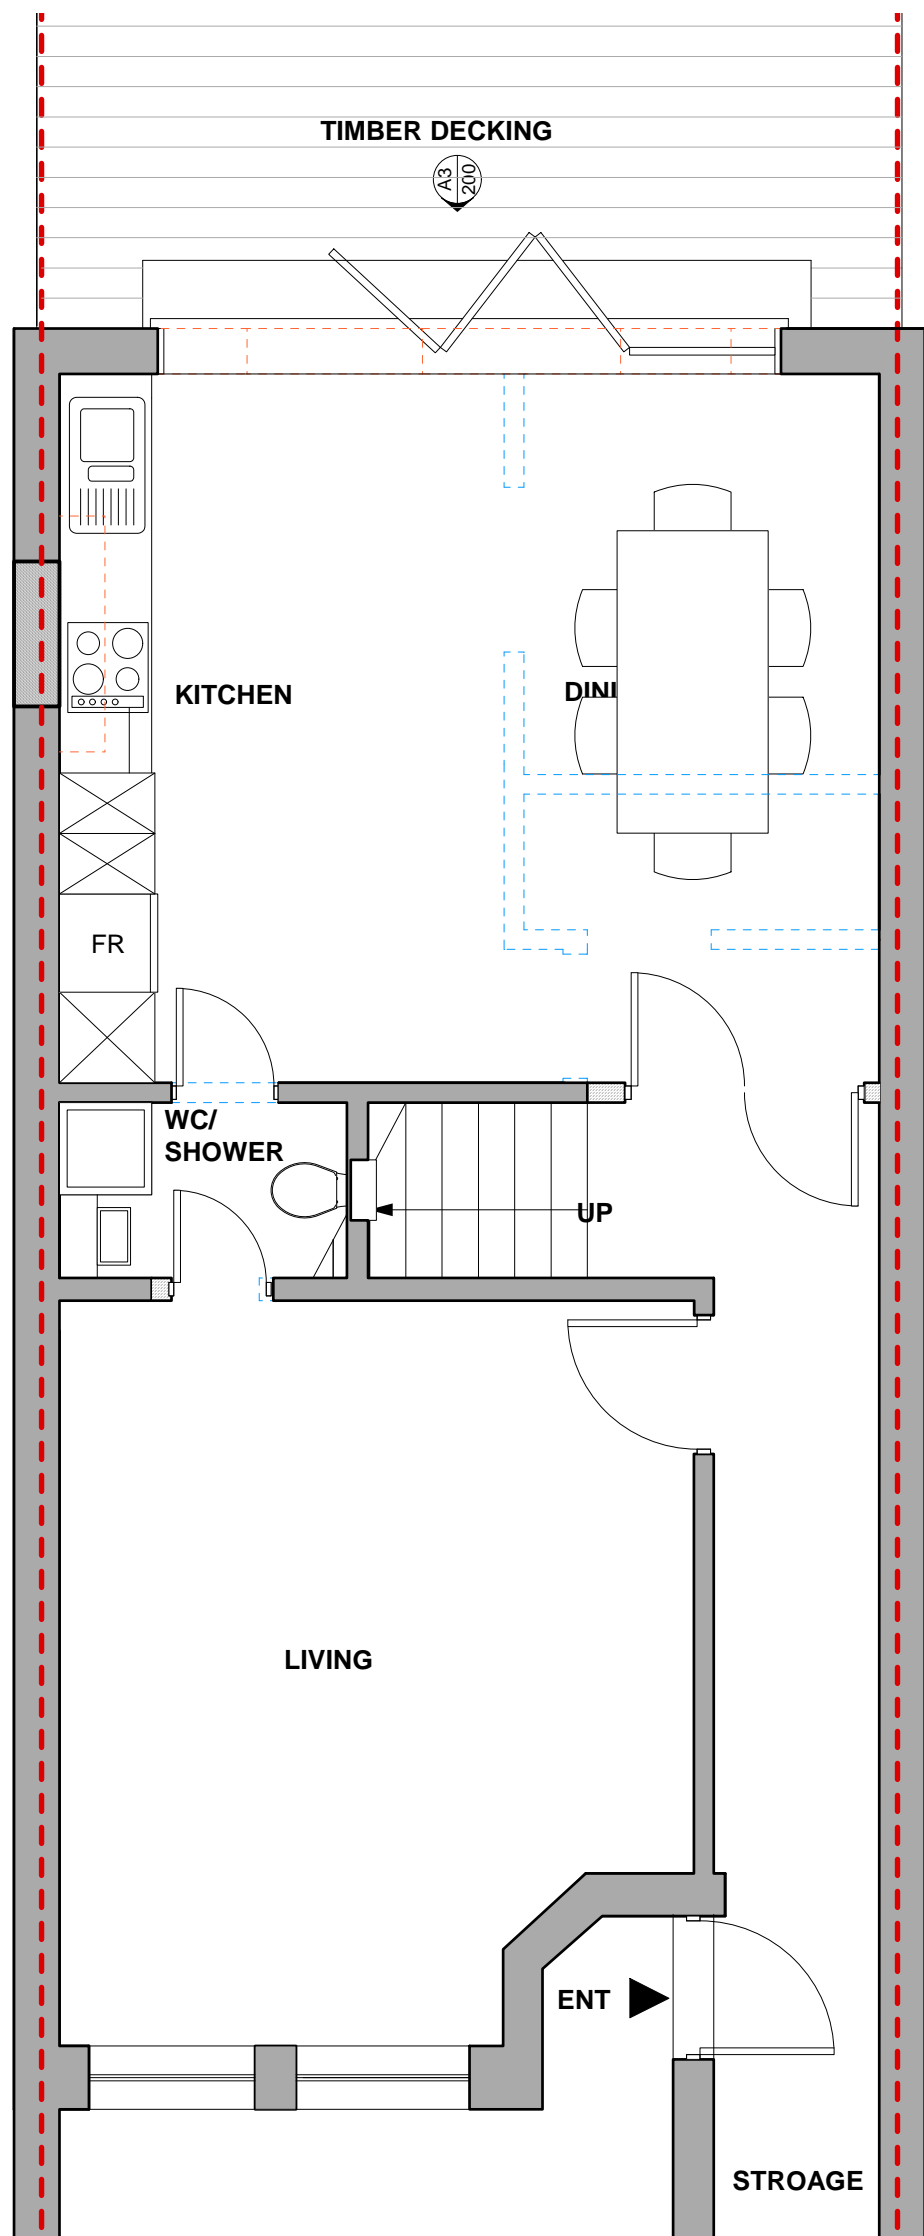 TIMBER DECKING
A3
200
KITCHEN
DINI
FR
WC/
SHOWER
UP
LIVING
ENT
STROAGE